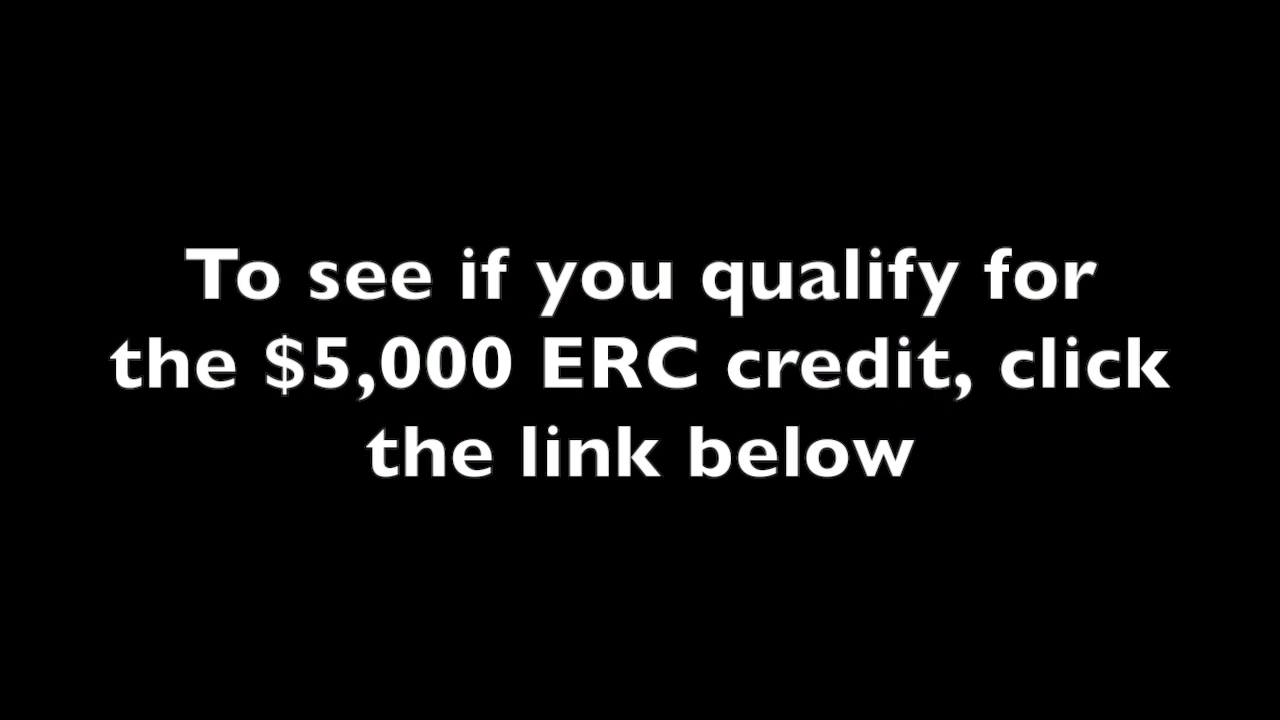 To see if you qualify for
the $5,000 ERC credit, click
the link below